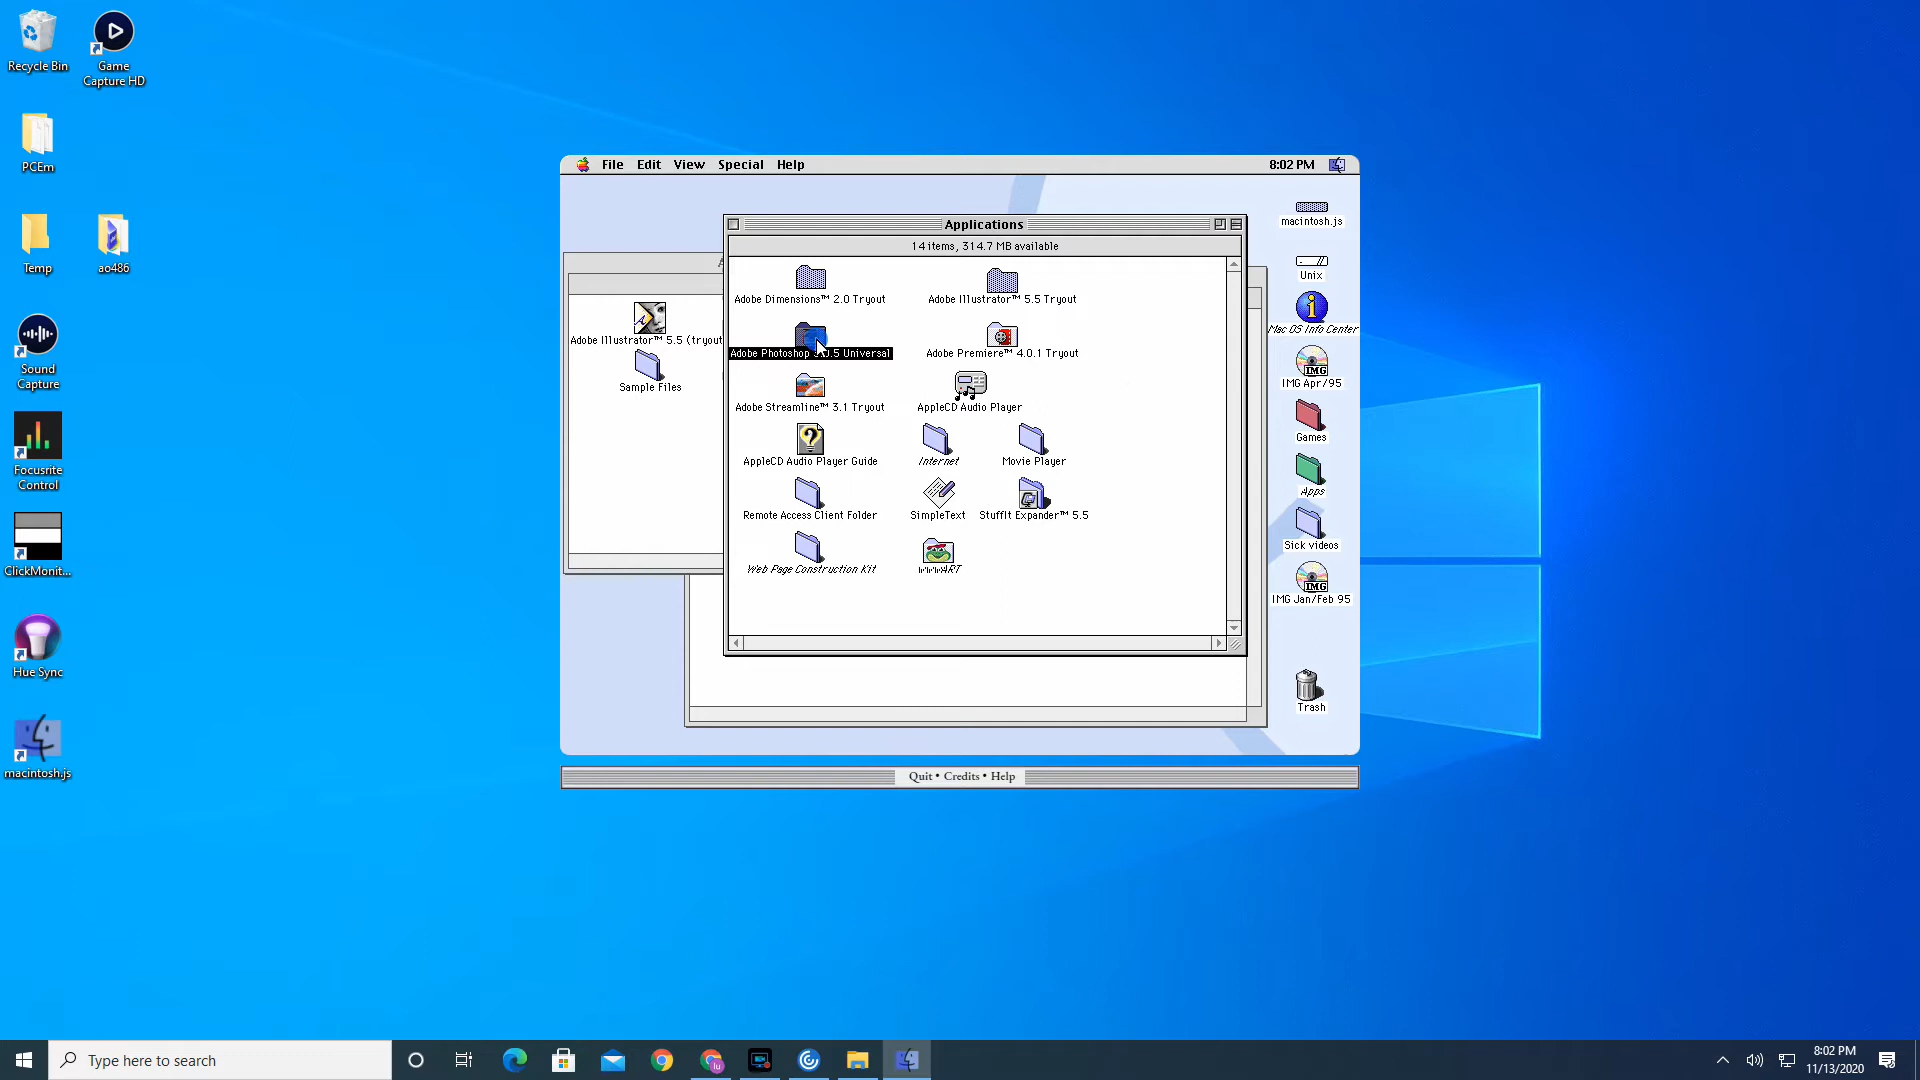 Recycle Bin
Game
Capture HD
PCEm
Temp
ao486
Sound
Capture
Focusrite
Control
ClickMonit...
Hue Sync
macintosh.js
File Edit View Special Help
8:02 PM
Applications
14 items, 314.7 MB available
Adobe Dimensions™ 2.0 Tryout
Adobe Illustrator™ 5.5 Tryout
Adobe Photoshop .0.5 Universal
Adobe Premiere™ 4.0.1 Tryout
Adobe Streamline™ 3.1 Tryout
AppleCD Audio Player
AppleCD Audio Player Guide
Internet
Movie Player
Remote Access Client Folder
SimpleText
StuffIt Expander™ 5.5
Web Page Construction Kit
Adobe Illustrator™ 5.5 (tryout
Sample Files
macintosh.js
Unix
Mac OS Info Center
IMG
IMG Apr/95
Games
Apps
Sick videos
IMG
IMG Jan/Feb 95
Trash
Quit • Credits • Help
Type here to search
8:02 PM
11/13/2020